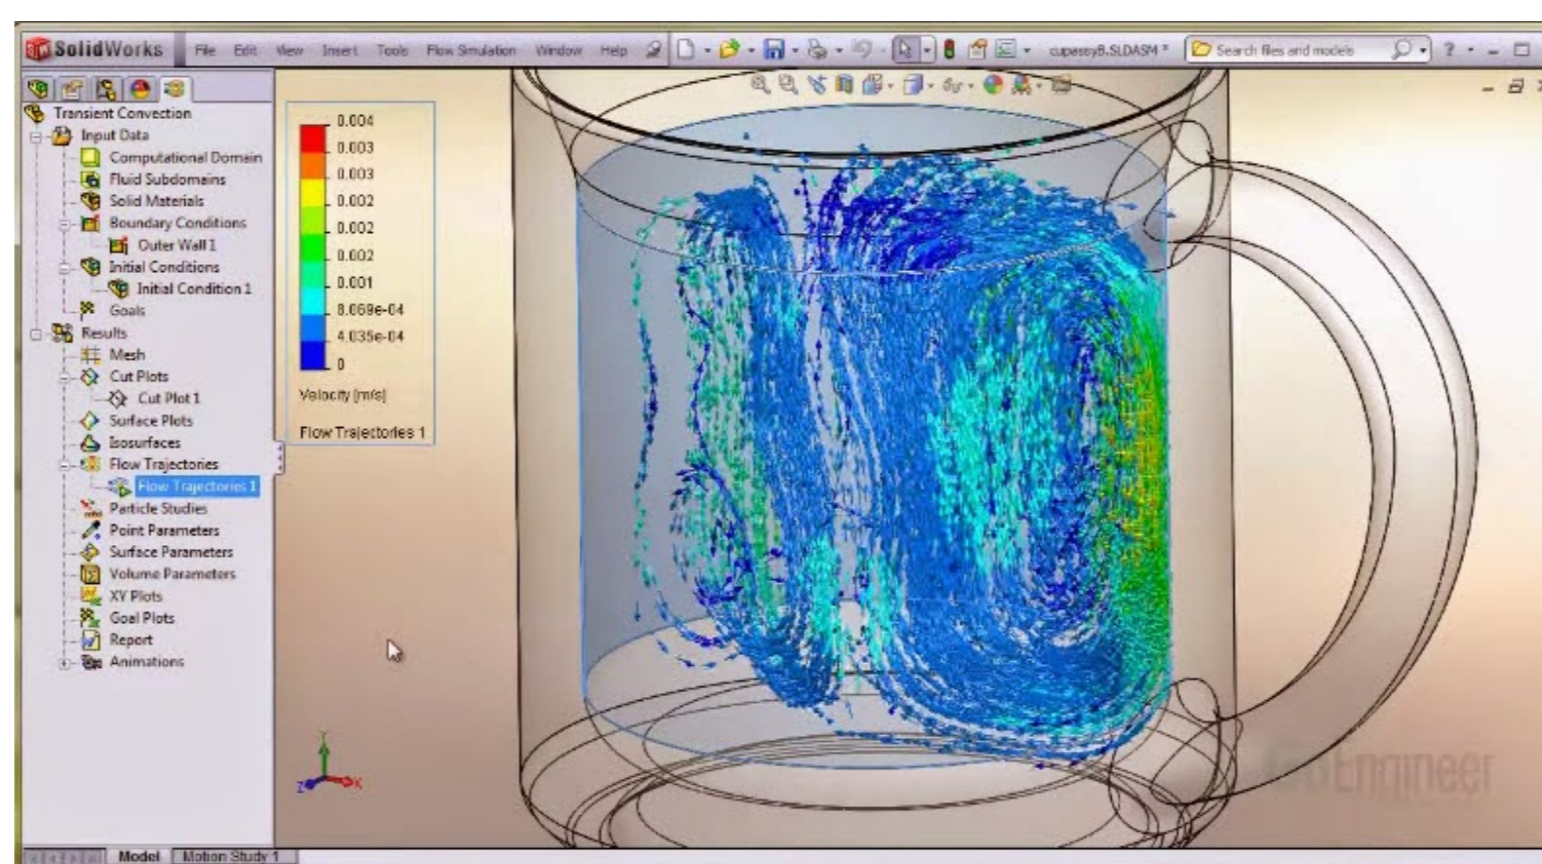 SolidWorks File Edit View Insert Tools Flow Simulation Window Help cupassyB.SLDASM * Search files and models ?
Transient Convection
Input Data
Computational Domain
Fluid Subdomains
Solid Materials
Boundary Conditions
Outer Wall 1
Initial Conditions
Initial Condition 1
Goals
Results
Mesh
Cut Plots
Cut Plot 1
Surface Plots
Isosurfaces
Flow Trajectories
Flow Trajectories 1
Particle Studies
Point Parameters
Surface Parameters
Volume Parameters
XY Plots
Goal Plots
Report
Animations
0.004
0.003
0.003
0.002
0.002
0.002
0.001
8.069e-04
4.035e-04
0
Velocity [m/s]
Flow Trajectories 1
Y
Z X
Engineer
Model Motion Study 1